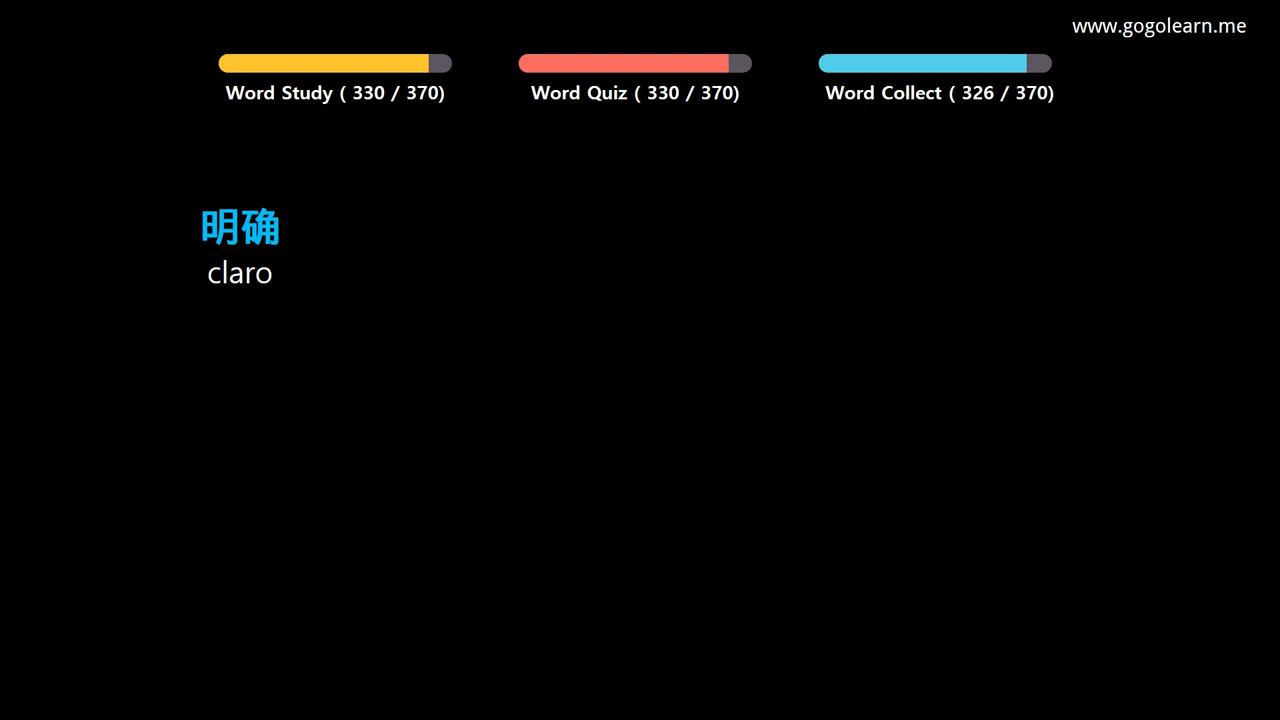 www.gogolearn.me
Word Study ( 330 / 370)
Word Quiz ( 330 / 370)
Word Collect ( 326 / 370)
明确
claro